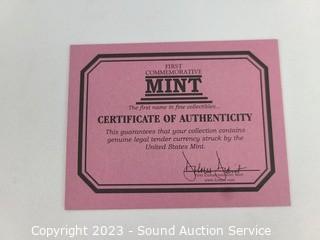 FIRST
COMMEMORATIVE
MINT
The first name in fine collectibles...
CERTIFICATE OF AUTHENTICITY
This guarantees that your collection contains
genuine legal tender currency struck by the
United States Mint.
Copyright 2023 - Sound Auction Service